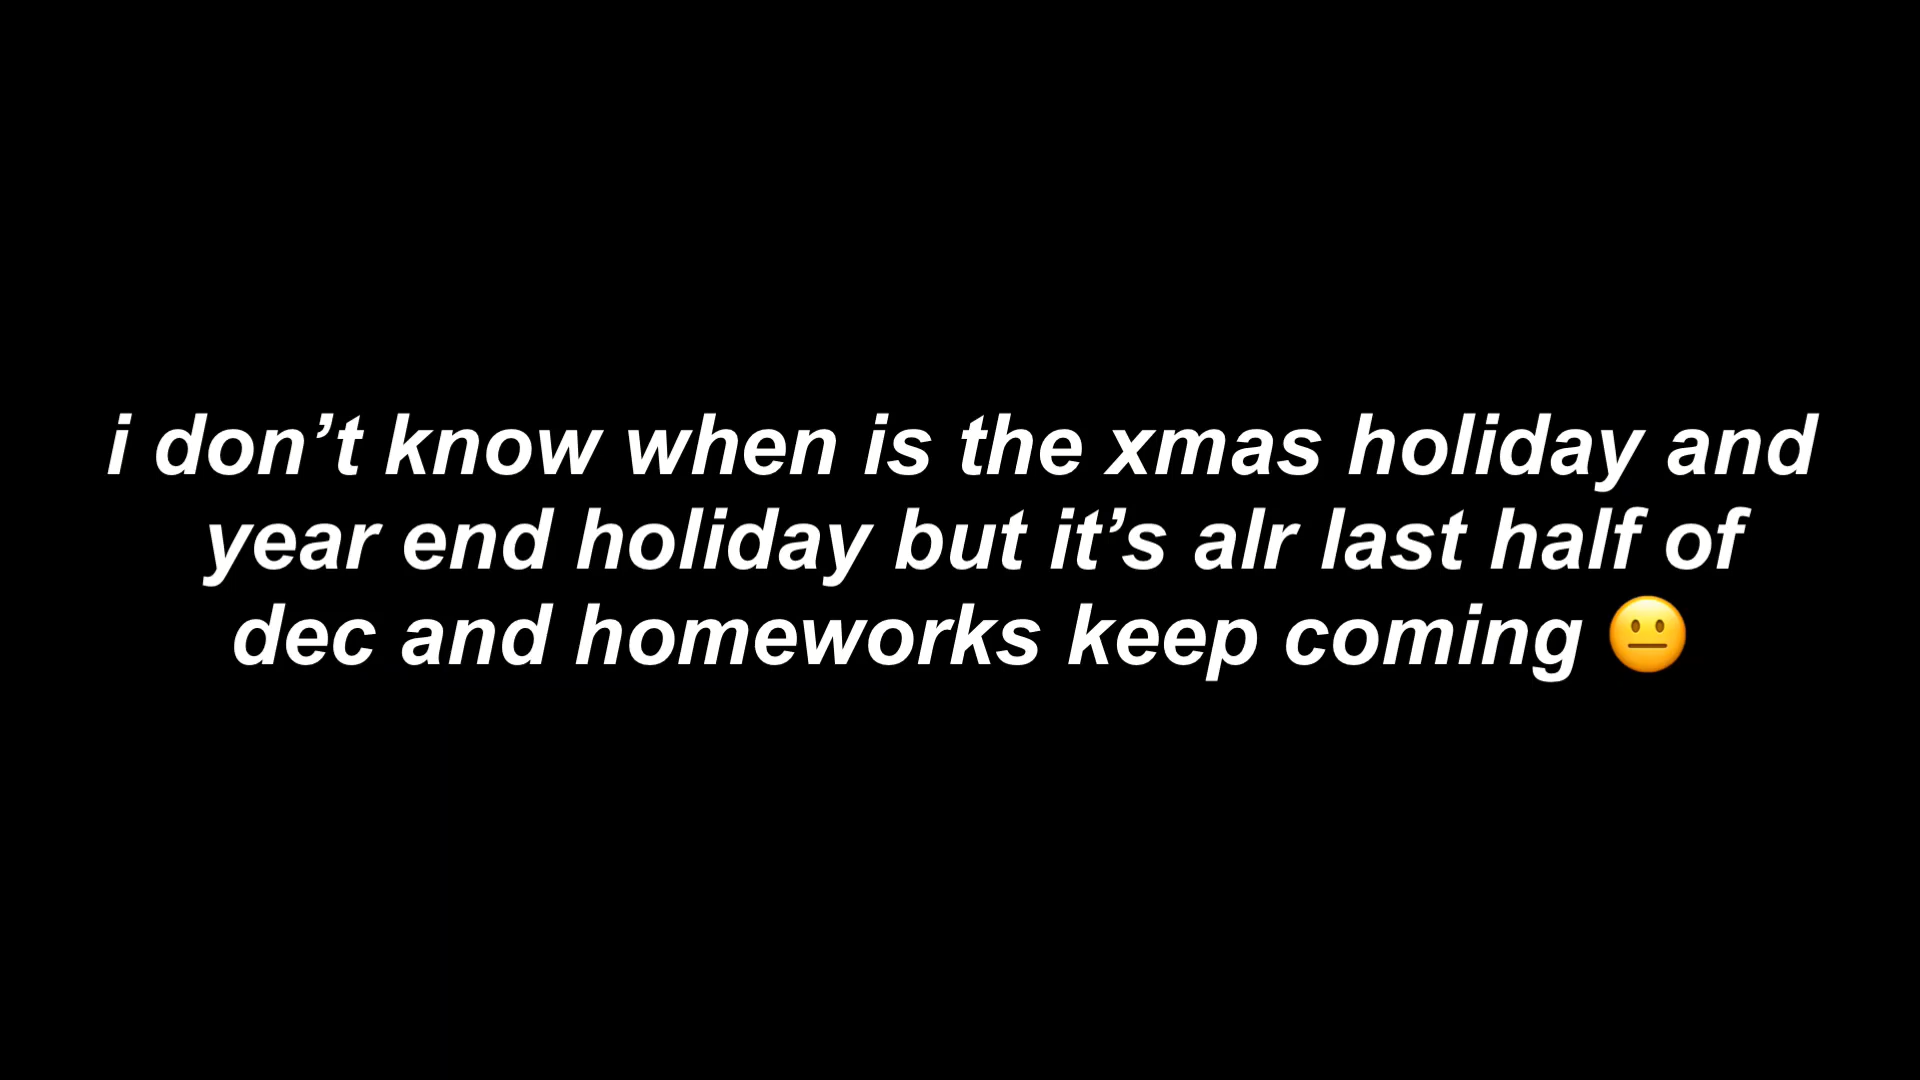 i don’t know when is the xmas holiday and
year end holiday but it’s alr last half of
dec and homeworks keep coming 😐